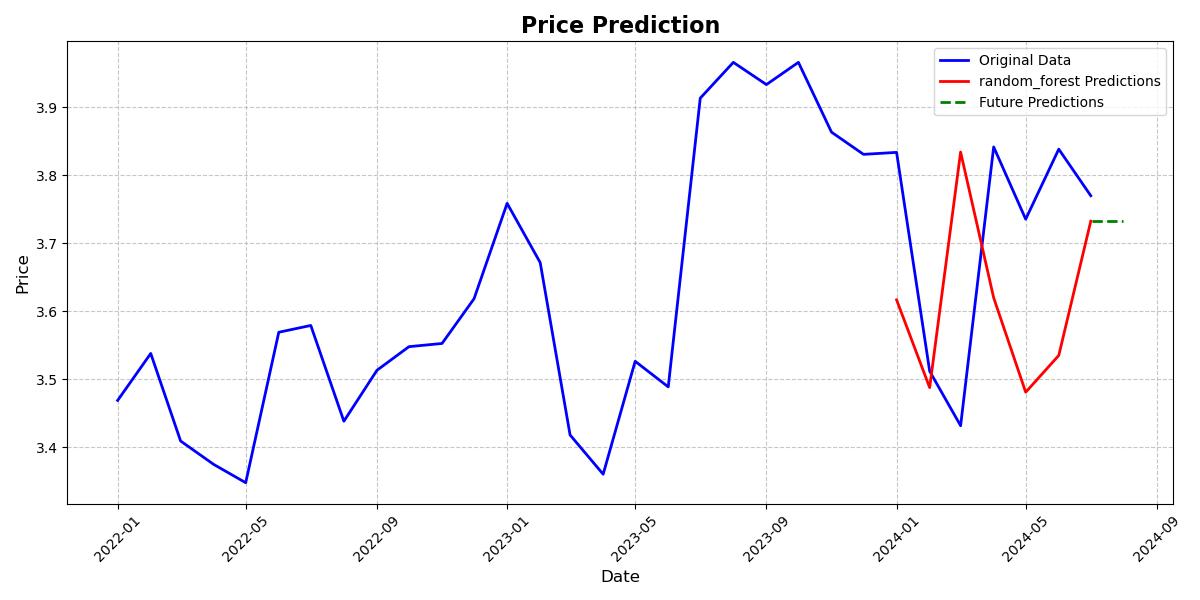 Price Prediction
Original Data
random_forest Predictions
Future Predictions
Price
3.9
3.8
3.7
3.6
3.5
3.4
2022-01
2022-05
2022-09
2023-01
2023-05
2023-09
2024-01
2024-05
2024-09
Date